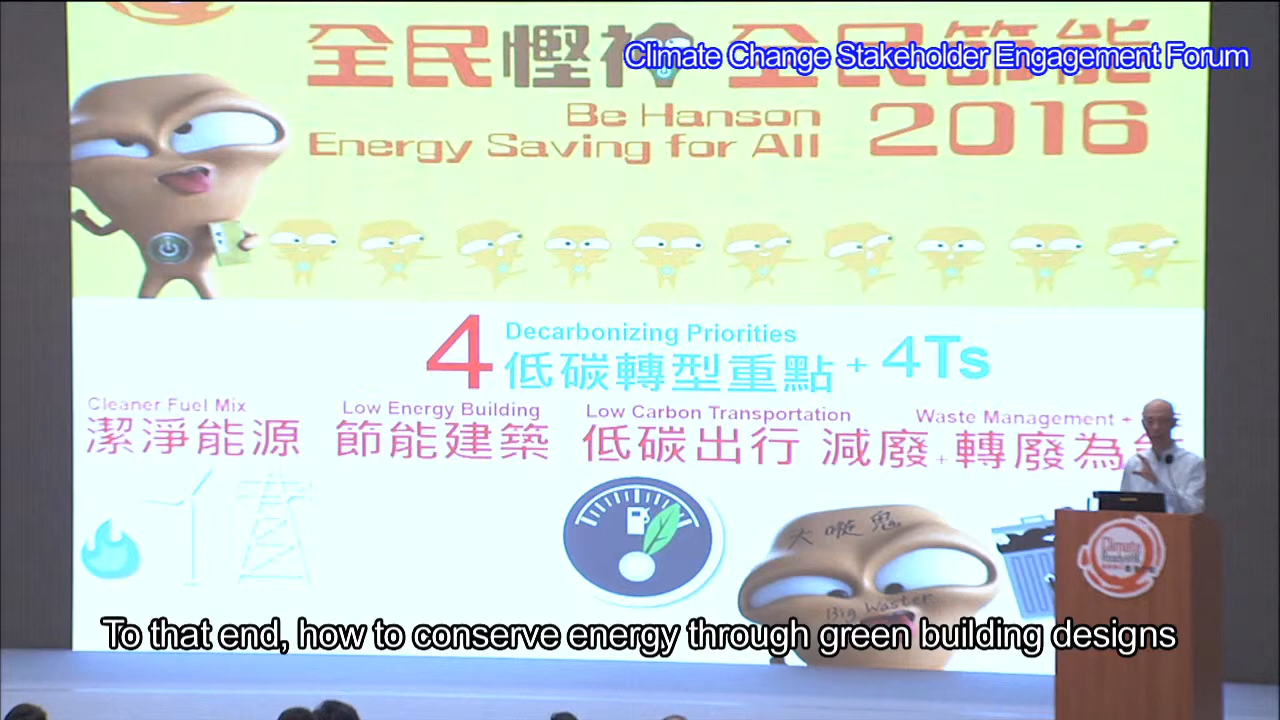 Climate Change Stakeholder Engagement Forum
全民慳神 全民節能
Be Hanson
Energy Saving for All 2016
4 Decarbonizing Priorities
低碳轉型重點 + 4Ts
Cleaner Fuel Mix
潔淨能源
Low Energy Building
節能建築
Low Carbon Transportation
低碳出行
Waste Management +
減廢 + 轉廢為
大嘥鬼
Big Waster
Climate
To that end, how to conserve energy through green building designs